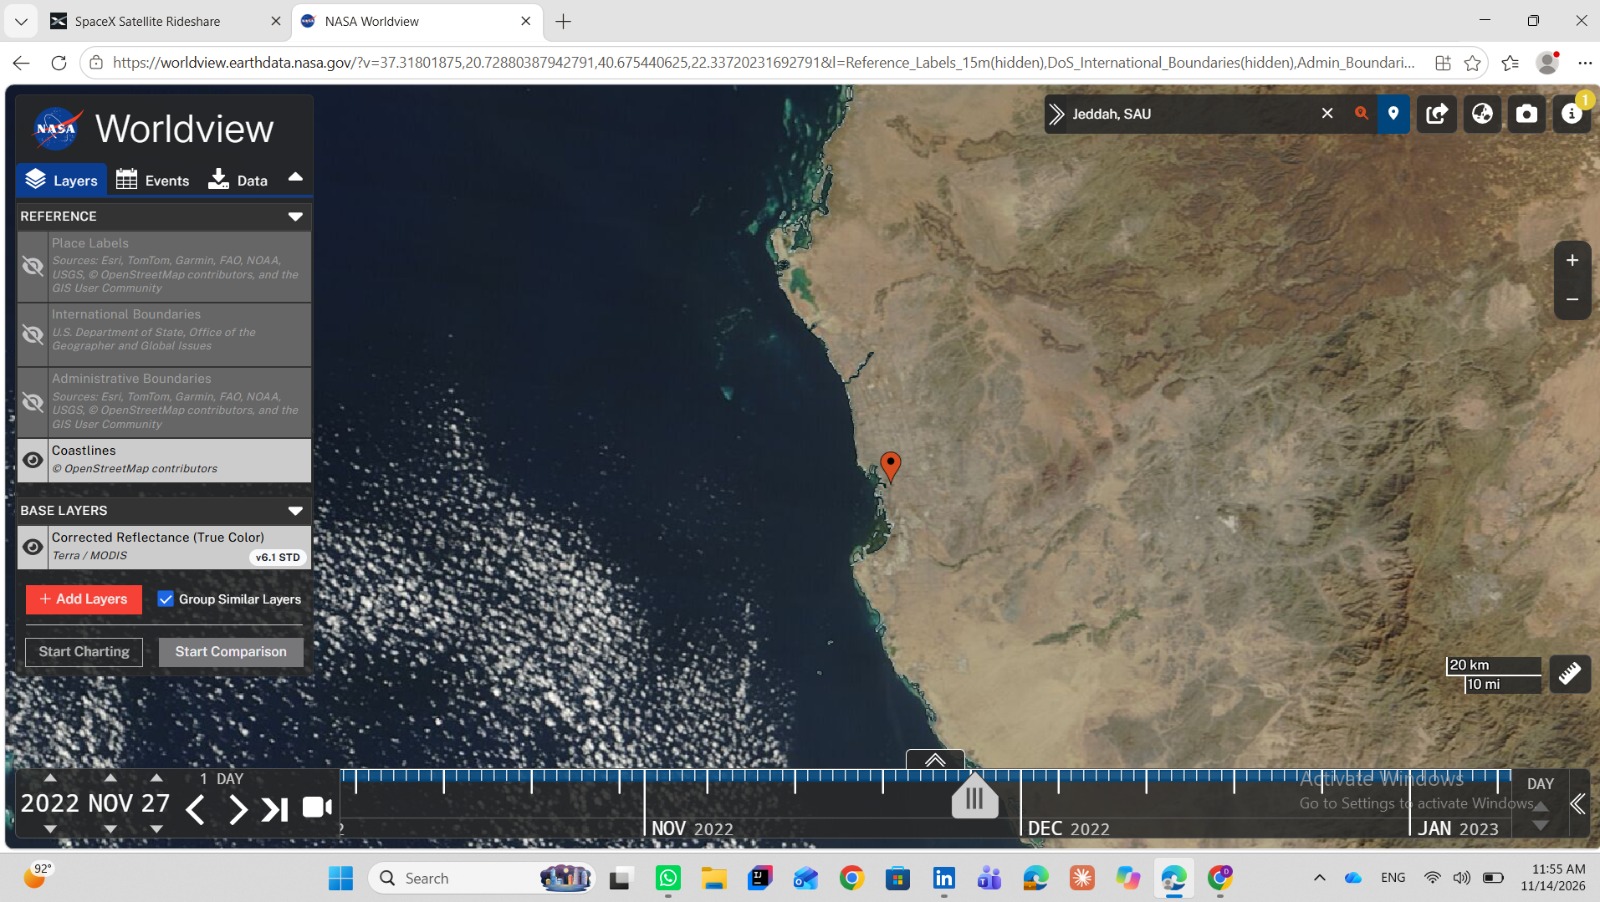 SpaceX Satellite Rideshare
NASA Worldview
https://worldview.earthdata.nasa.gov/?v=37.31801875,20.72880387942791,40.675440625,22.33720231692791&l=Reference_Labels_15m(hidden),DoS_International_Boundaries(hidden),Admin_Boundari...
NASA Worldview
Jeddah, SAU
1
Layers
Events
Data
REFERENCE
Place Labels
Sources: Esri, TomTom, Garmin, FAO, NOAA,
USGS, © OpenStreetMap contributors, and the
GIS User Community
International Boundaries
U.S. Department of State, Office of the
Geographer and Global Issues
Administrative Boundaries
Sources: Esri, TomTom, Garmin, FAO, NOAA,
USGS, © OpenStreetMap contributors, and the
GIS User Community
Coastlines
© OpenStreetMap contributors
BASE LAYERS
Corrected Reflectance (True Color)
Terra / MODIS
v6.1 STD
+ Add Layers
Group Similar Layers
Start Charting
Start Comparison
20 km
10 mi
1 DAY
2022 NOV 27
2
NOV 2022
DEC 2022
JAN 2023
DAY
Activate Windows
Go to Settings to activate Windows.
92°
Search
ENG
11:55 AM
11/14/2026